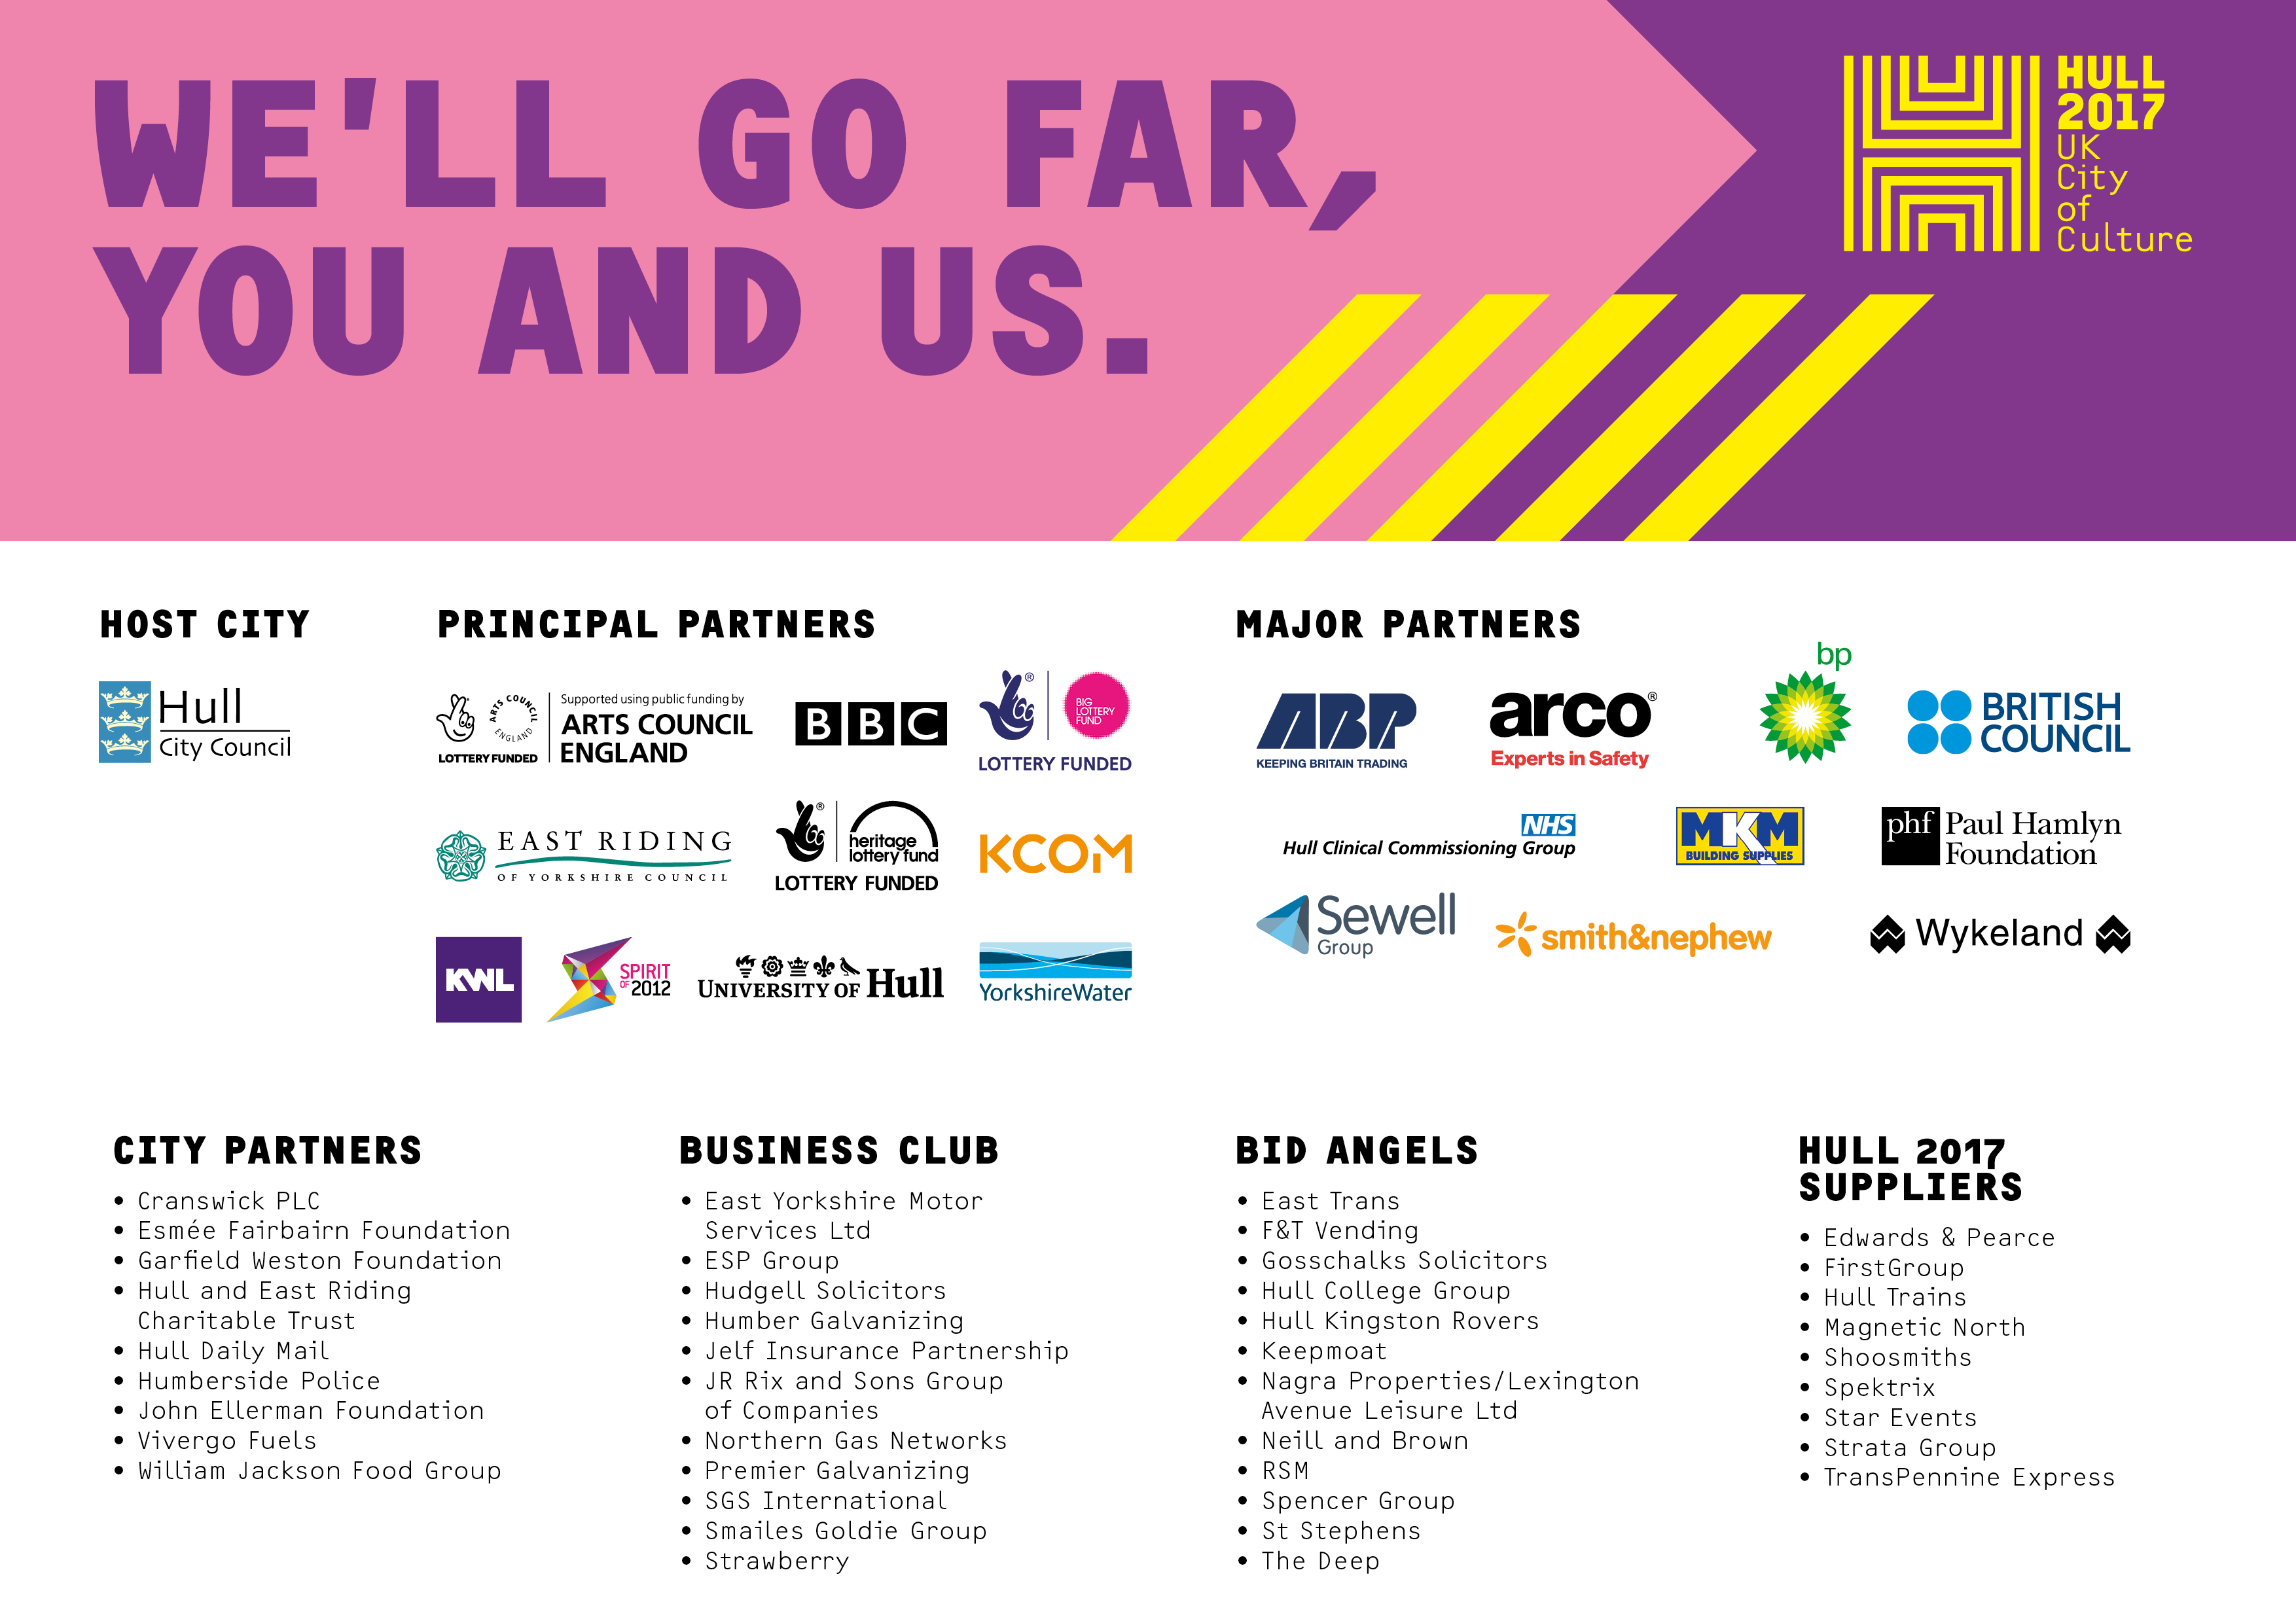 WE'LL GO FAR,
YOU AND US.
HULL
2017
UK
City
of
Culture
HOST CITY
Hull
City Council
PRINCIPAL PARTNERS
LOTTERY FUNDED
ARTS COUNCIL
ENGLAND
Supported using public funding by
ARTS COUNCIL
ENGLAND
BBC
BIG
LOTTERY
FUND
LOTTERY FUNDED
EAST RIDING
OF YORKSHIRE COUNCIL
heritage
lottery fund
LOTTERY FUNDED
KCOM
KWL
SPIRIT
OF 2012
UNIVERSITY OF Hull
YorkshireWater
MAJOR PARTNERS
ABP
KEEPING BRITAIN TRADING
arco®
Experts in Safety
bp
BRITISH
COUNCIL
NHS
Hull Clinical Commissioning Group
MKM
BUILDING SUPPLIES
phf Paul Hamlyn
Foundation
Sewell
Group
smith&nephew
Wykeland
CITY PARTNERS
• Cranswick PLC
• Esmée Fairbairn Foundation
• Garfield Weston Foundation
• Hull and East Riding
Charitable Trust
• Hull Daily Mail
• Humberside Police
• John Ellerman Foundation
• Vivergo Fuels
• William Jackson Food Group
BUSINESS CLUB
• East Yorkshire Motor
Services Ltd
• ESP Group
• Hudgell Solicitors
• Humber Galvanizing
• Jelf Insurance Partnership
• JR Rix and Sons Group
of Companies
• Northern Gas Networks
• Premier Galvanizing
• SGS International
• Smailes Goldie Group
• Strawberry
BID ANGELS
• East Trans
• F&T Vending
• Gosschalks Solicitors
• Hull College Group
• Hull Kingston Rovers
• Keepmoat
• Nagra Properties/Lexington
Avenue Leisure Ltd
• Neill and Brown
• RSM
• Spencer Group
• St Stephens
• The Deep
HULL 2017
SUPPLIERS
• Edwards & Pearce
• FirstGroup
• Hull Trains
• Magnetic North
• Shoosmiths
• Spektrix
• Star Events
• Strata Group
• TransPennine Express